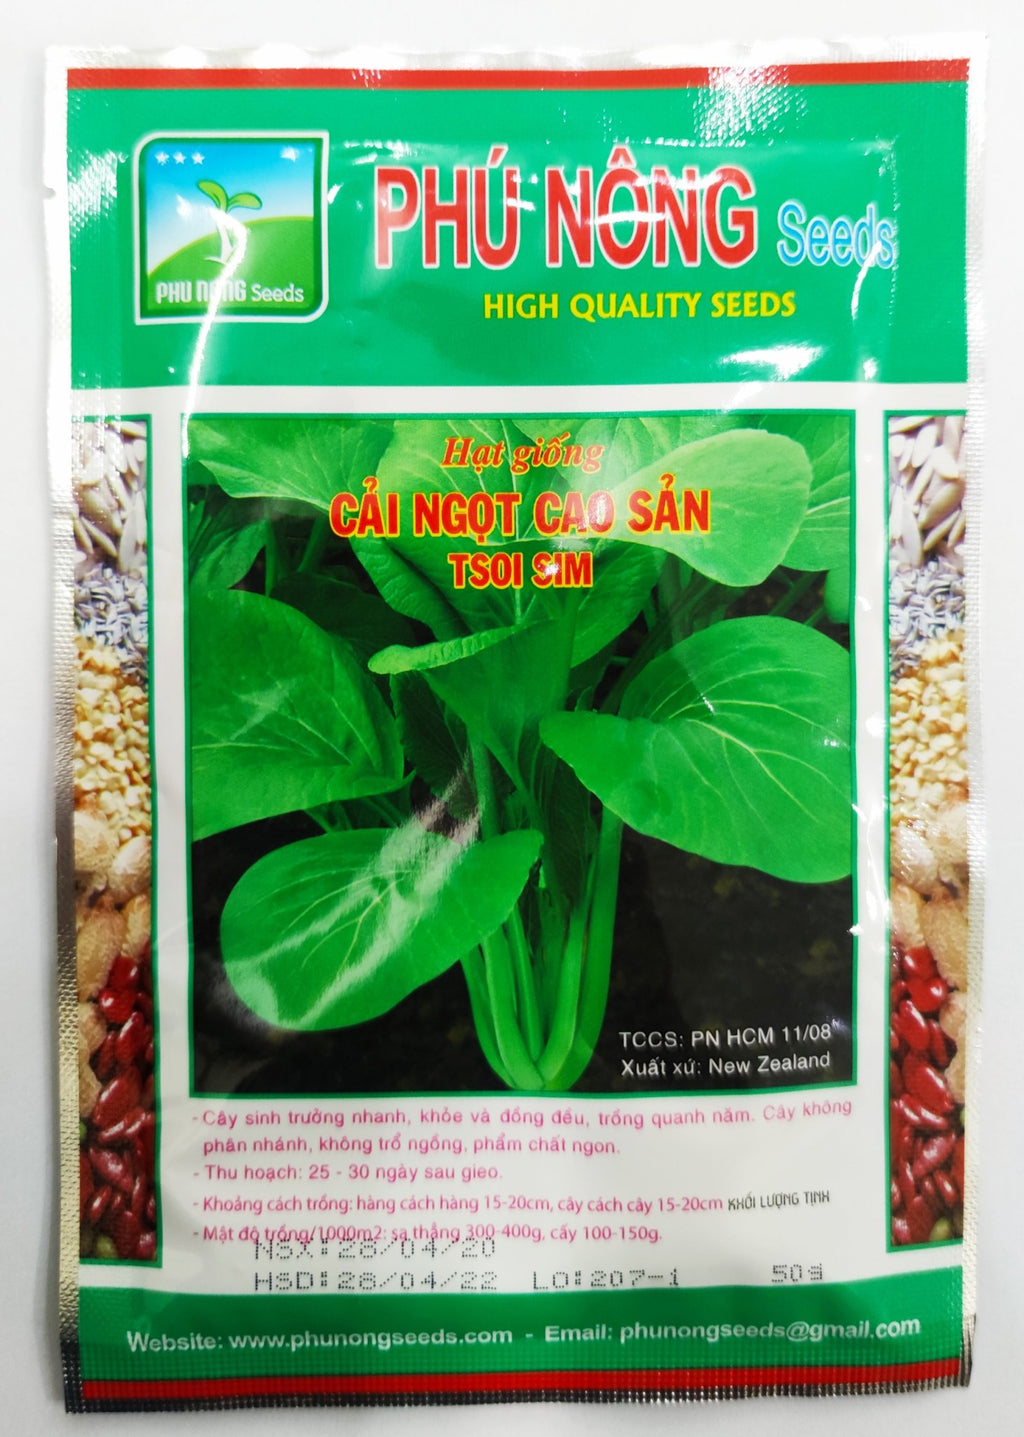 PHU NONG Seeds
PHÚ NÔNG Seeds
HIGH QUALITY SEEDS
Hạt giống
CẢI NGỌT CAO SẢN
TSOI SIM
TCCS: PN HCM 11/08
Xuất xứ: New Zealand
- Cây sinh trưởng nhanh, khỏe và đồng đều, trồng quanh năm. Cây không
phân nhánh, không trổ ngồng, phẩm chất ngon.
- Thu hoạch: 25 - 30 ngày sau gieo.
- Khoảng cách trồng: hàng cách hàng 15-20cm, cây cách cây 15-20cm KHỐI LƯỢNG TỊNH
- Mật độ trồng/1000m2: sạ thẳng 300-400g, cấy 100-150g.
NSX:28/04/20
HSD:28/04/22 LO:207-1 50g
Website: www.phunongseeds.com - Email: phunongseeds@gmail.com